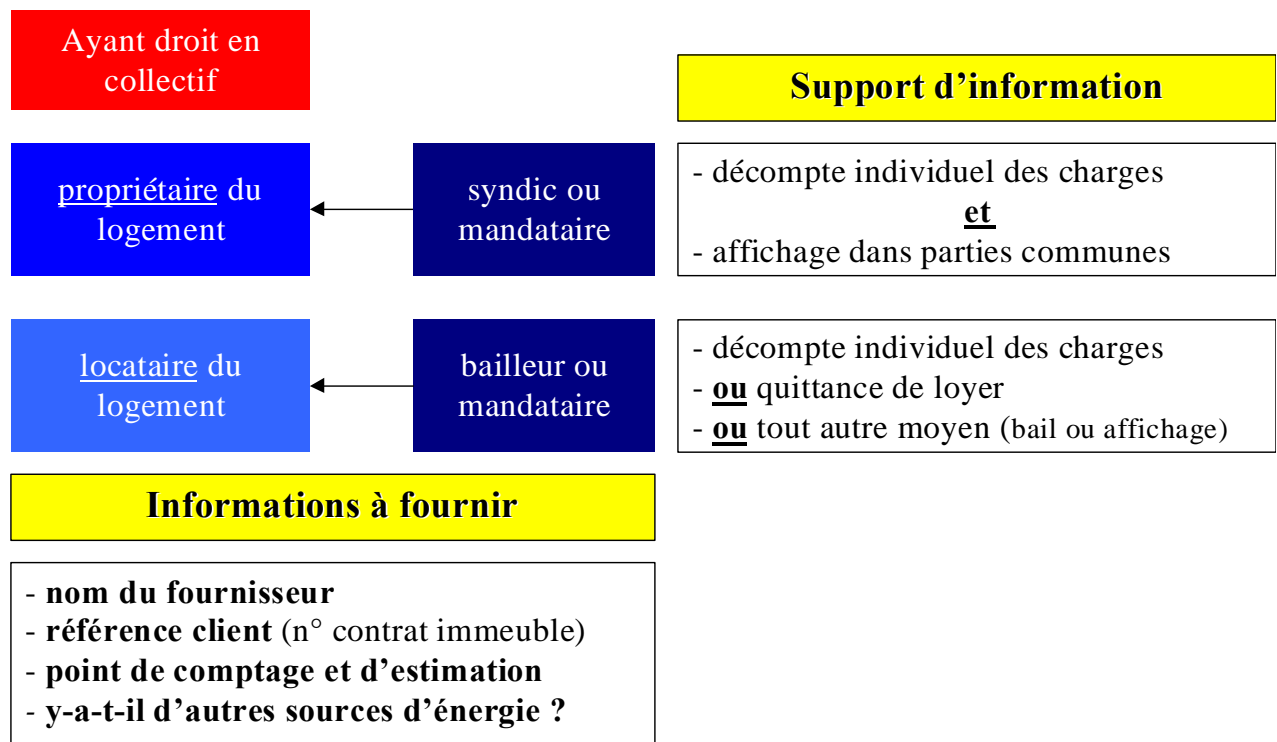 Ayant droit en
collectif
Support d’information
propriétaire du
logement
syndic ou
mandataire
- décompte individuel des charges
et
- affichage dans parties communes
locataire du
logement
bailleur ou
mandataire
- décompte individuel des charges
- ou quittance de loyer
- ou tout autre moyen (bail ou affichage)
Informations à fournir
- nom du fournisseur
- référence client (n° contrat immeuble)
- point de comptage et d’estimation
- y-a-t-il d’autres sources d’énergie ?